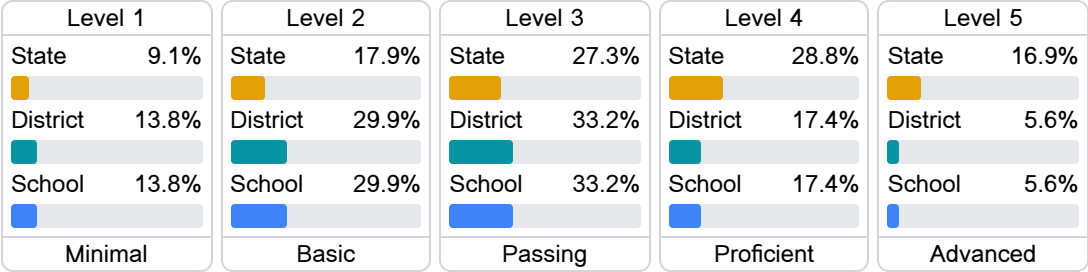 Level 1
State 9.1%
District 13.8%
School 13.8%
Minimal
Level 2
State 17.9%
District 29.9%
School 29.9%
Basic
Level 3
State 27.3%
District 33.2%
School 33.2%
Passing
Level 4
State 28.8%
District 17.4%
School 17.4%
Proficient
Level 5
State 16.9%
District 5.6%
School 5.6%
Advanced